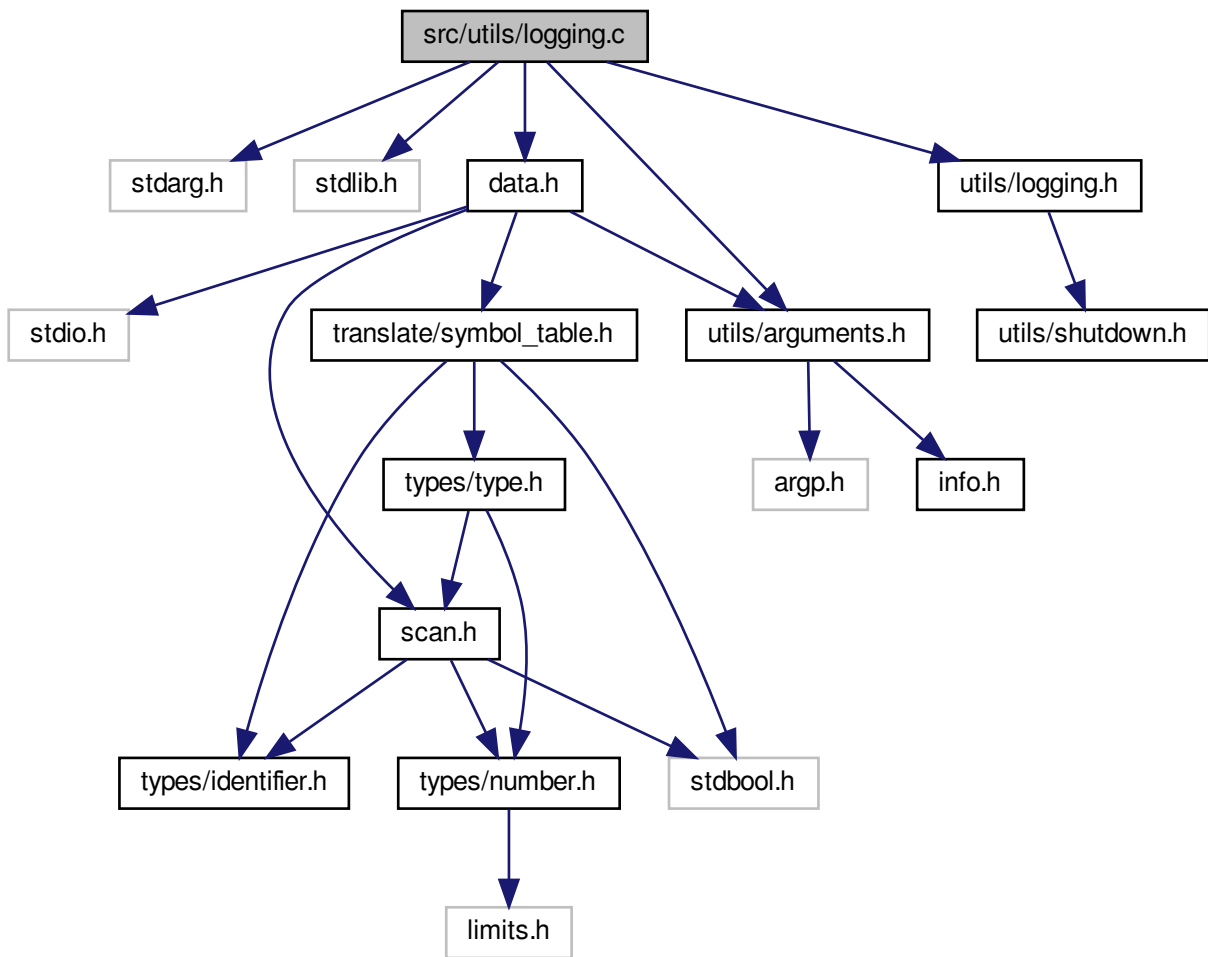 src/utils/logging.c
stdarg.h
stdlib.h
data.h
utils/logging.h
stdio.h
translate/symbol_table.h
utils/arguments.h
utils/shutdown.h
types/type.h
argp.h
info.h
scan.h
types/identifier.h
types/number.h
stdbool.h
limits.h